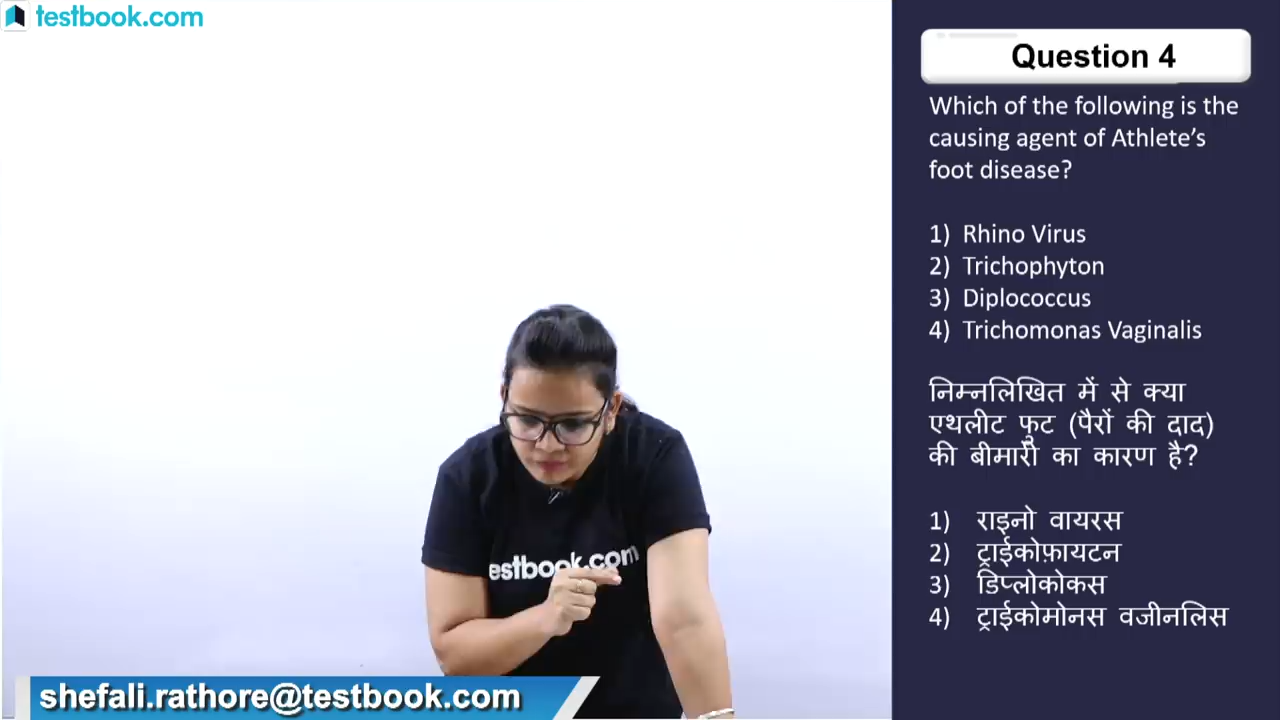 testbook.com
Question 4
Which of the following is the
causing agent of Athlete’s
foot disease?
1) Rhino Virus
2) Trichophyton
3) Diplococcus
4) Trichomonas Vaginalis
निम्नलिखित में से क्या
एथलीट फुट (पैरों की दाद)
की बीमारी का कारण है?
1) राइनो वायरस
2) ट्राईकोफ़ायटन
3) डिप्लोकोकस
4) ट्राईकोमोनस वजीनलिस
estbook.com
shefali.rathore@testbook.com